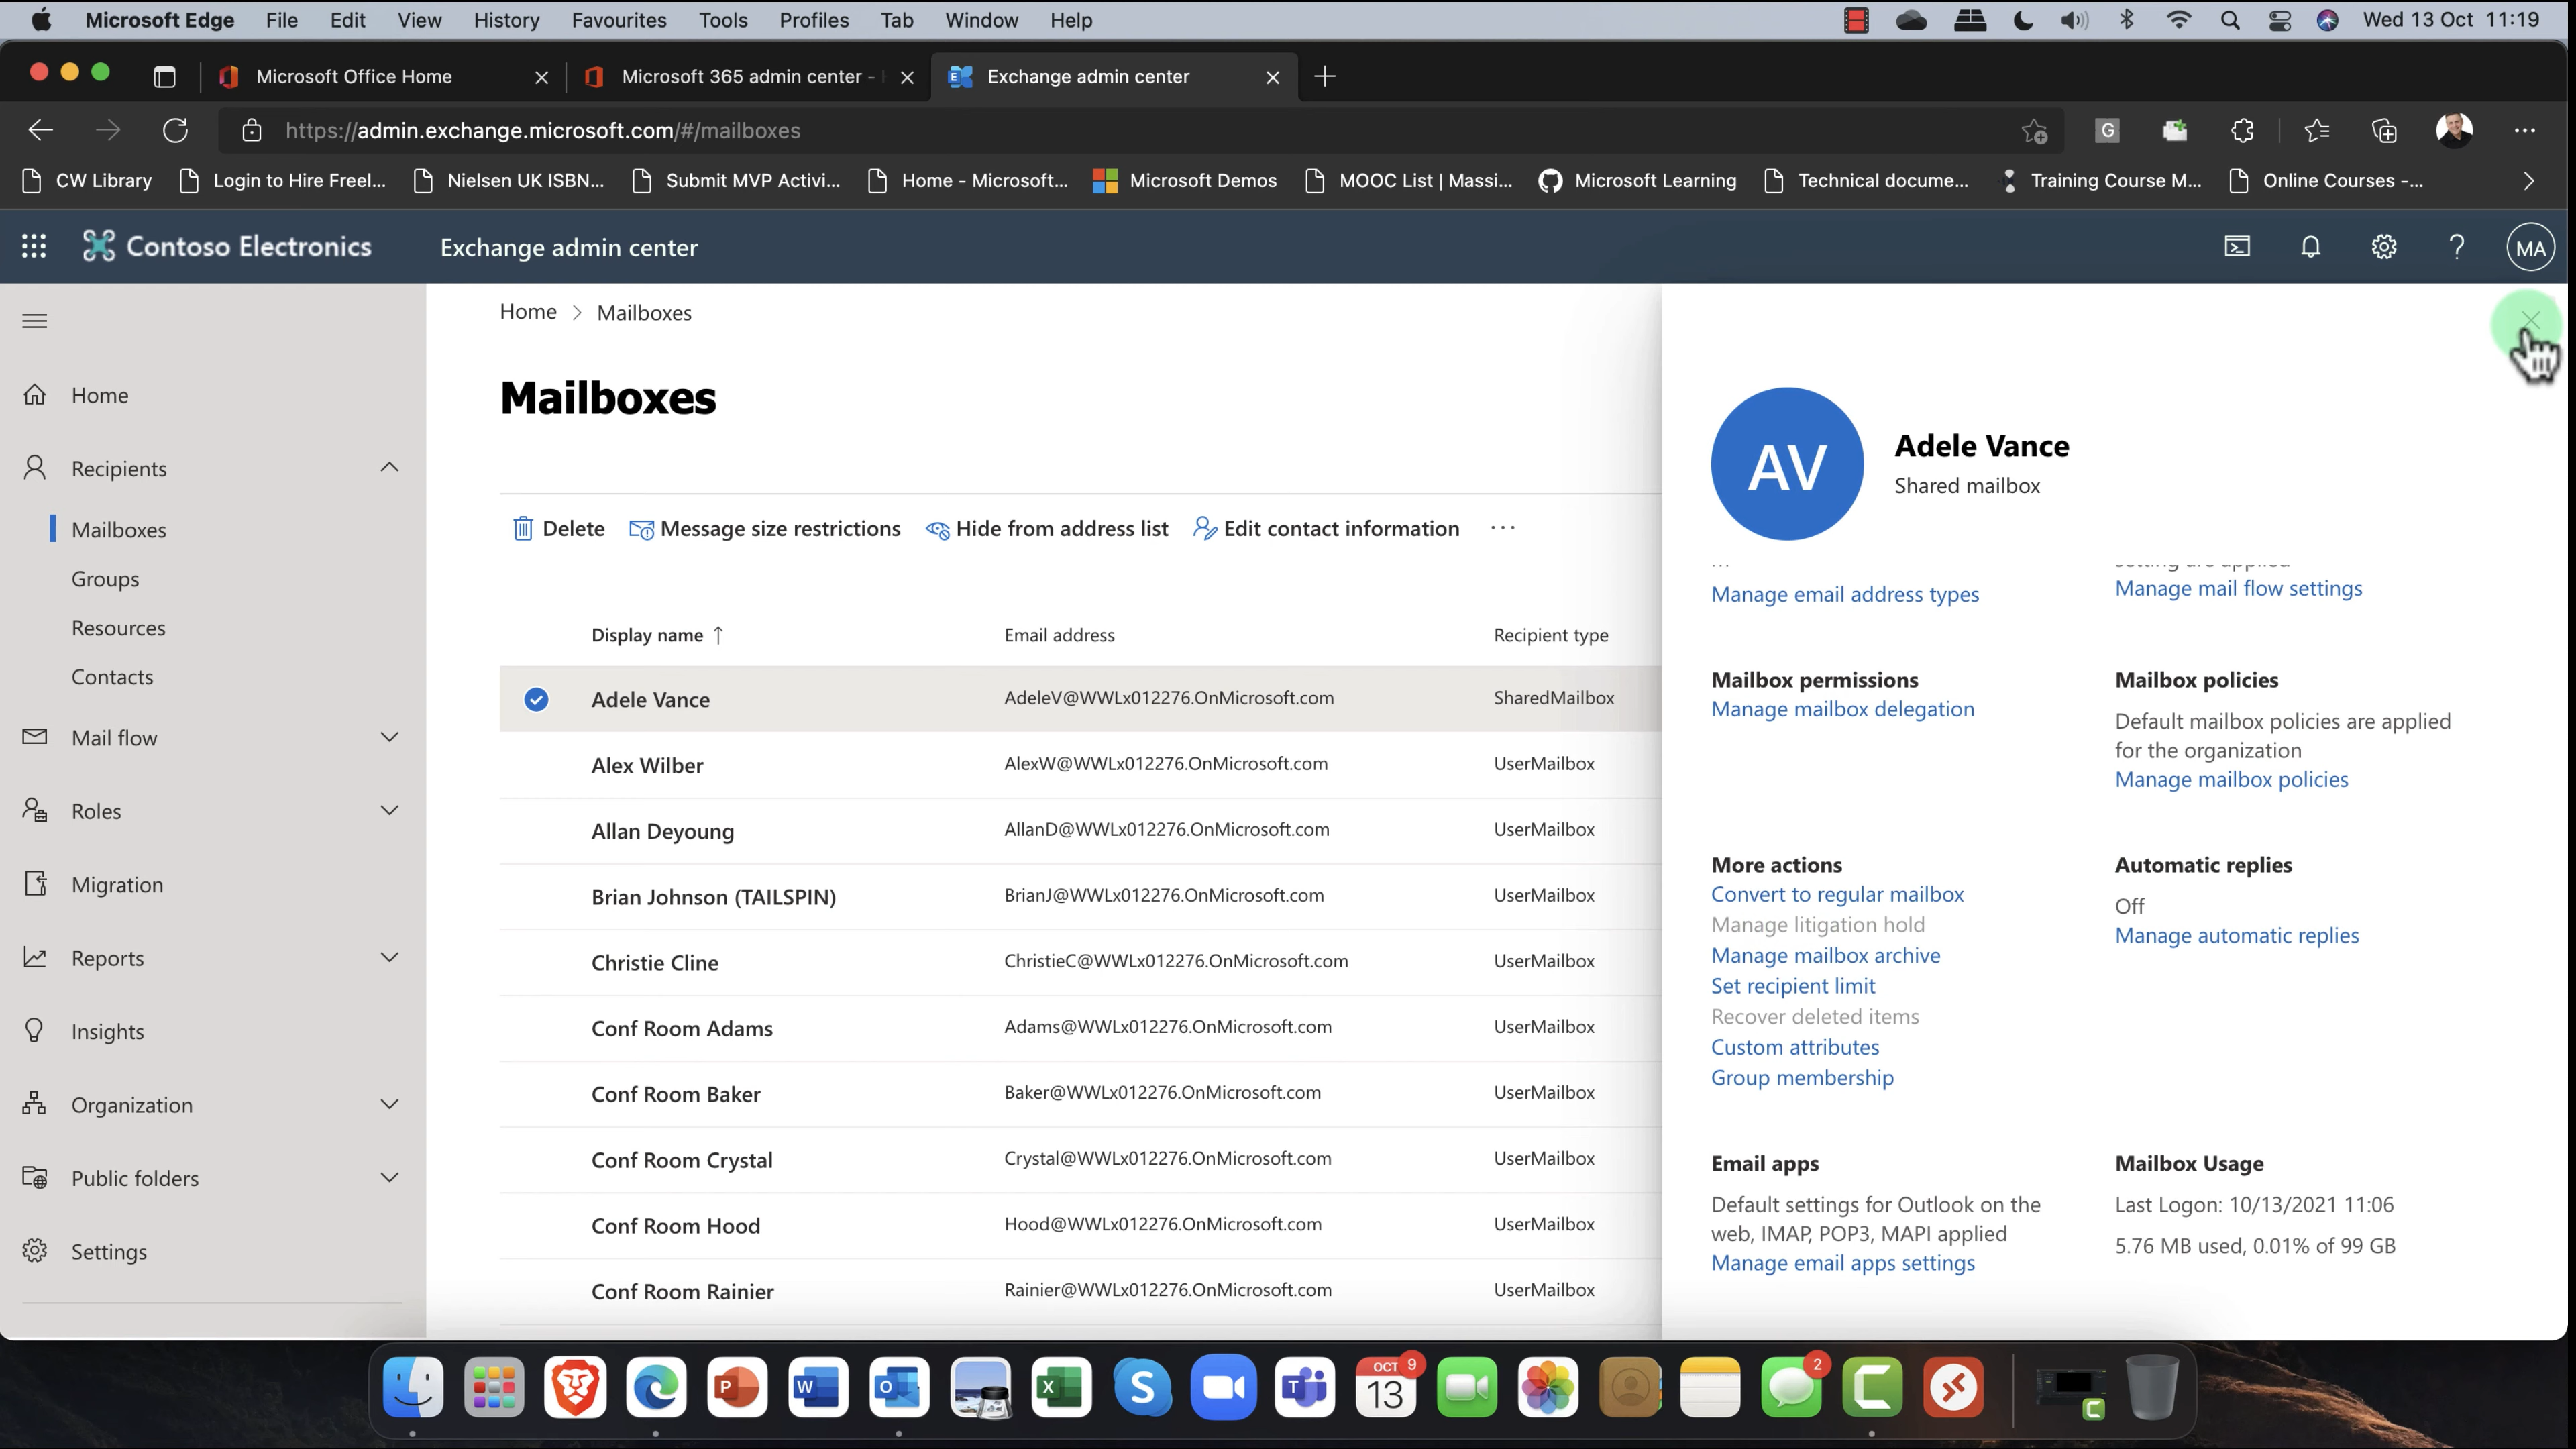 Microsoft Edge File Edit View History Favourites Tools Profiles Tab Window Help Wed 13 Oct 11:19
Microsoft Office Home Microsoft 365 admin center - Exchange admin center
https://admin.exchange.microsoft.com/#/mailboxes G
CW Library Login to Hire Freel... Nielsen UK ISBN... Submit MVP Activi... Home - Microsoft... Microsoft Demos MOOC List | Massi... Microsoft Learning Technical docume... Training Course M... Online Courses -...
Contoso Electronics Exchange admin center MA
Home
Recipients
Mailboxes
Groups
Resources
Contacts
Mail flow
Roles
Migration
Reports
Insights
Organization
Public folders
Settings
Home > Mailboxes
Mailboxes
Delete Message size restrictions Hide from address list Edit contact information ...
Display name ↑ Email address Recipient type
Adele Vance AdeleV@WWLx012276.OnMicrosoft.com SharedMailbox
Alex Wilber AlexW@WWLx012276.OnMicrosoft.com UserMailbox
Allan Deyoung AllanD@WWLx012276.OnMicrosoft.com UserMailbox
Brian Johnson (TAILSPIN) BrianJ@WWLx012276.OnMicrosoft.com UserMailbox
Christie Cline ChristieC@WWLx012276.OnMicrosoft.com UserMailbox
Conf Room Adams Adams@WWLx012276.OnMicrosoft.com UserMailbox
Conf Room Baker Baker@WWLx012276.OnMicrosoft.com UserMailbox
Conf Room Crystal Crystal@WWLx012276.OnMicrosoft.com UserMailbox
Conf Room Hood Hood@WWLx012276.OnMicrosoft.com UserMailbox
Conf Room Rainier Rainier@WWLx012276.OnMicrosoft.com UserMailbox
AV
Adele Vance
Shared mailbox
...
Manage email address types
Manage mail flow settings
Mailbox permissions
Manage mailbox delegation
Mailbox policies
Default mailbox policies are applied
for the organization
Manage mailbox policies
More actions
Convert to regular mailbox
Manage litigation hold
Manage mailbox archive
Set recipient limit
Recover deleted items
Custom attributes
Group membership
Automatic replies
Off
Manage automatic replies
Email apps
Default settings for Outlook on the
web, IMAP, POP3, MAPI applied
Manage email apps settings
Mailbox Usage
Last Logon: 10/13/2021 11:06
5.76 MB used, 0.01% of 99 GB
P W O X S T OCT 13 9 2 C